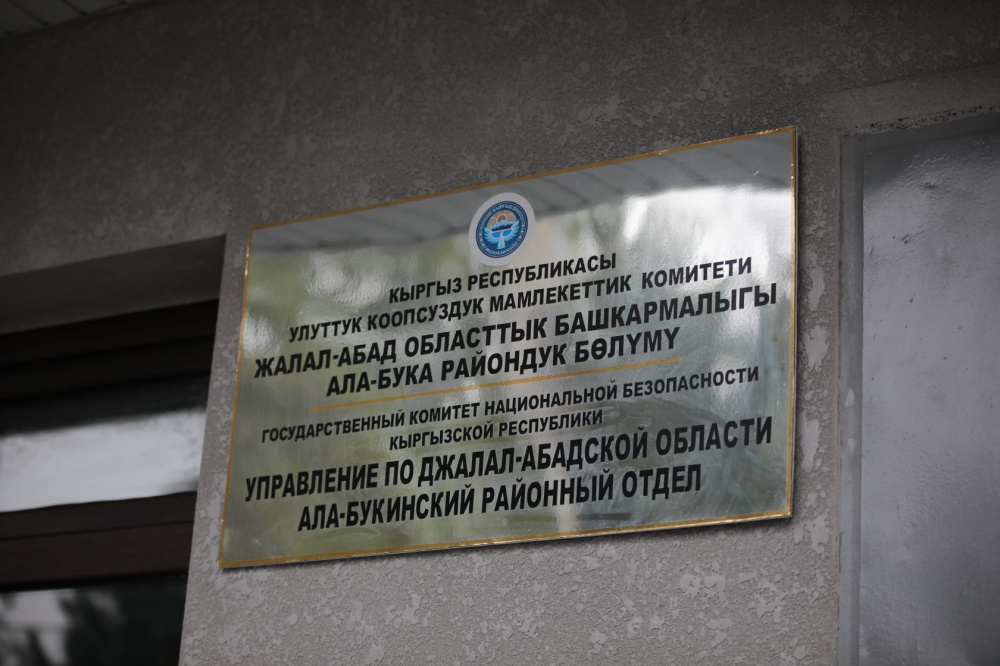 КЫРГЫЗ РЕСПУБЛИКАСЫ
УЛУТТУК КООПСУЗДУК МАМЛЕКЕТТИК КОМИТЕТИ
ЖАЛАЛ-АБАД ОБЛАСТТЫК БАШКАРМАЛЫГЫ
АЛА-БУКА РАЙОНДУК БӨЛҮМҮ
ГОСУДАРСТВЕННЫЙ КОМИТЕТ НАЦИОНАЛЬНОЙ БЕЗОПАСНОСТИ
КЫРГЫЗСКОЙ РЕСПУБЛИКИ
УПРАВЛЕНИЕ ПО ДЖАЛАЛ-АБАДСКОЙ ОБЛАСТИ
АЛА-БУКИНСКИЙ РАЙОННЫЙ ОТДЕЛ